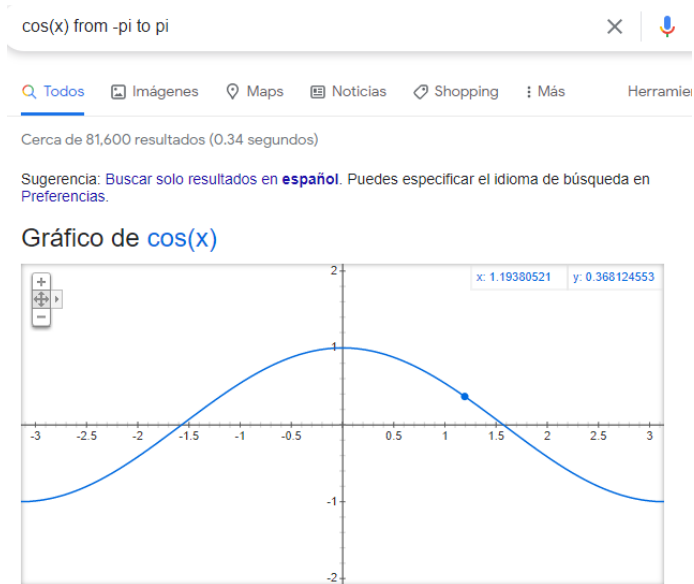 cos(x) from -pi to pi
Todos Imágenes Maps Noticias Shopping Más Herramie
Cerca de 81,600 resultados (0.34 segundos)
Sugerencia: Buscar solo resultados en español. Puedes especificar el idioma de búsqueda en
Preferencias.
Gráfico de cos(x)
2 x: 1.19380521 y: 0.368124553
1
-3 -2.5 -2 -1.5 -1 -0.5 0.5 1 1.5 2 2.5 3
-1
-2